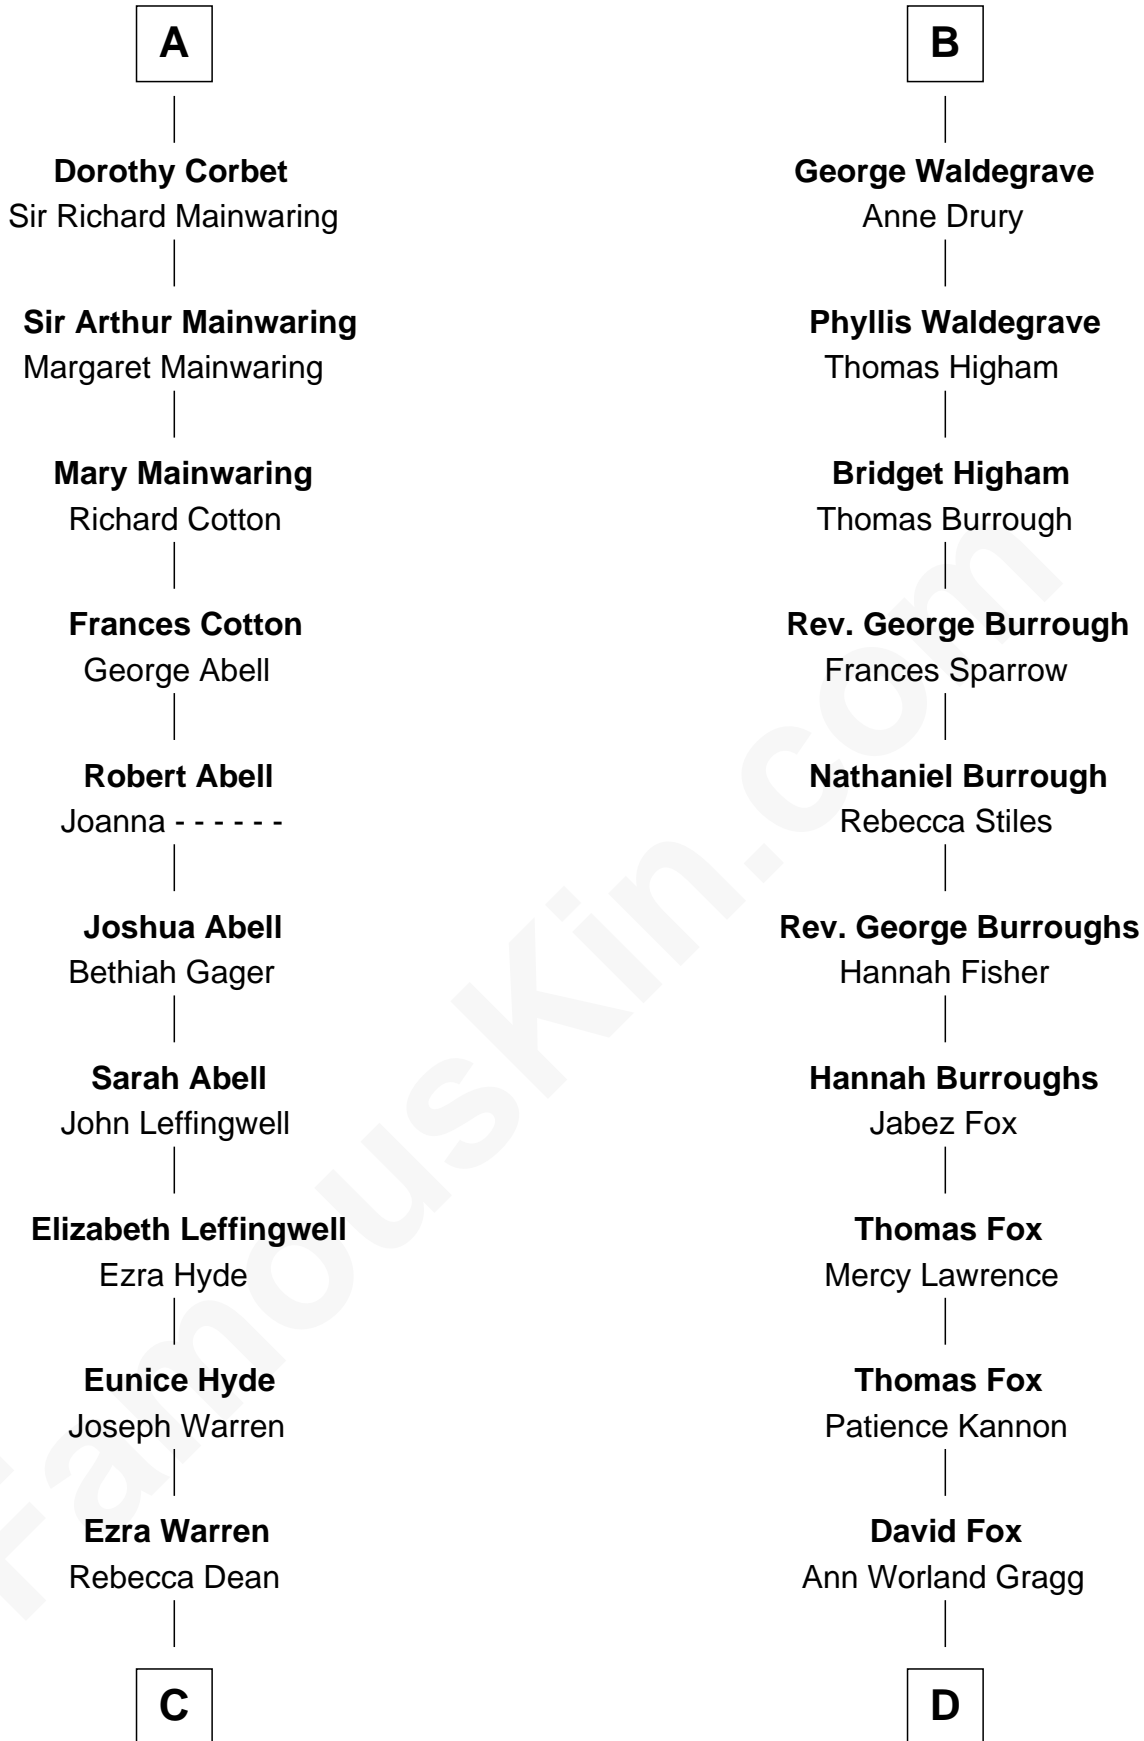 A
Dorothy Corbet
Sir Richard Mainwaring
Sir Arthur Mainwaring
Margaret Mainwaring
Mary Mainwaring
Richard Cotton
Frances Cotton
George Abell
Robert Abell
Joanna - - - - - -
Joshua Abell
Bethiah Gager
Sarah Abell
John Leffingwell
Elizabeth Leffingwell
Ezra Hyde
Eunice Hyde
Joseph Warren
Ezra Warren
Rebecca Dean
C
B
George Waldegrave
Anne Drury
Phyllis Waldegrave
Thomas Higham
Bridget Higham
Thomas Burrough
Rev. George Burrough
Frances Sparrow
Nathaniel Burrough
Rebecca Stiles
Rev. George Burroughs
Hannah Fisher
Hannah Burroughs
Jabez Fox
Thomas Fox
Mercy Lawrence
Thomas Fox
Patience Kannon
David Fox
Ann Worland Gragg
D
FamousKin.com